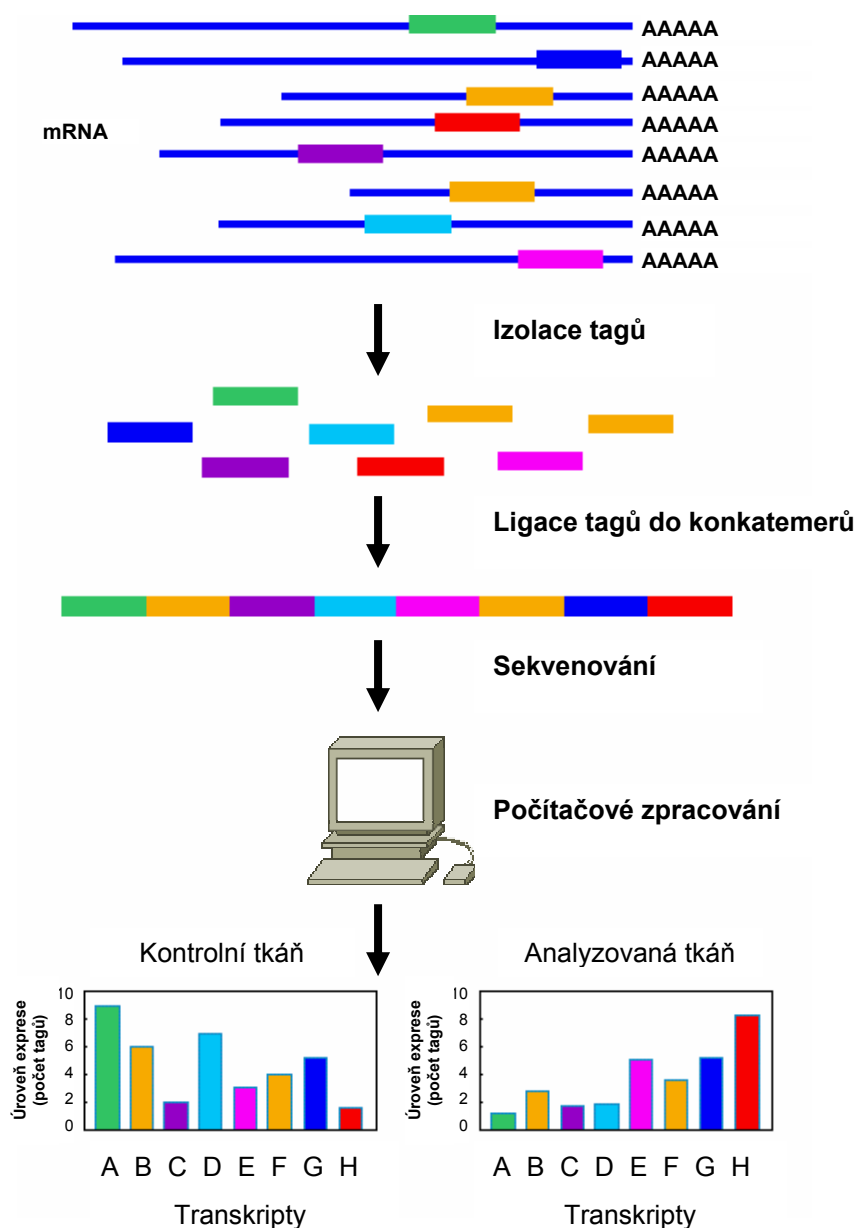 AAAAA
AAAAA
AAAAA
mRNA
AAAAA
AAAAA
AAAAA
AAAAA
AAAAA
Izolace tagů
Ligace tagů do konkatemerů
Sekvenování
Počítačové zpracování
Kontrolní tkáň
Analyzovaná tkáň
Úroveň exprese
(počet tagů)
10
8
6
4
2
0
A B C D E F G H
Transkripty
Úroveň exprese
(počet tagů)
10
8
6
4
2
0
A B C D E F G H
Transkripty